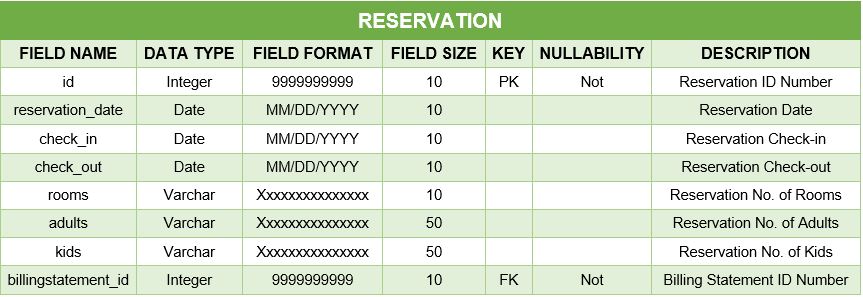 RESERVATION
FIELD NAME DATA TYPE FIELD FORMAT FIELD SIZE KEY NULLABILITY DESCRIPTION
id Integer 9999999999 10 PK Not Reservation ID Number
reservation_date Date MM/DD/YYYY 10 Reservation Date
check_in Date MM/DD/YYYY 10 Reservation Check-in
check_out Date MM/DD/YYYY 10 Reservation Check-out
rooms Varchar Xxxxxxxxxxxxxxx 10 Reservation No. of Rooms
adults Varchar Xxxxxxxxxxxxxxx 50 Reservation No. of Adults
kids Varchar Xxxxxxxxxxxxxxx 50 Reservation No. of Kids
billingstatement_id Integer 9999999999 10 FK Not Billing Statement ID Number